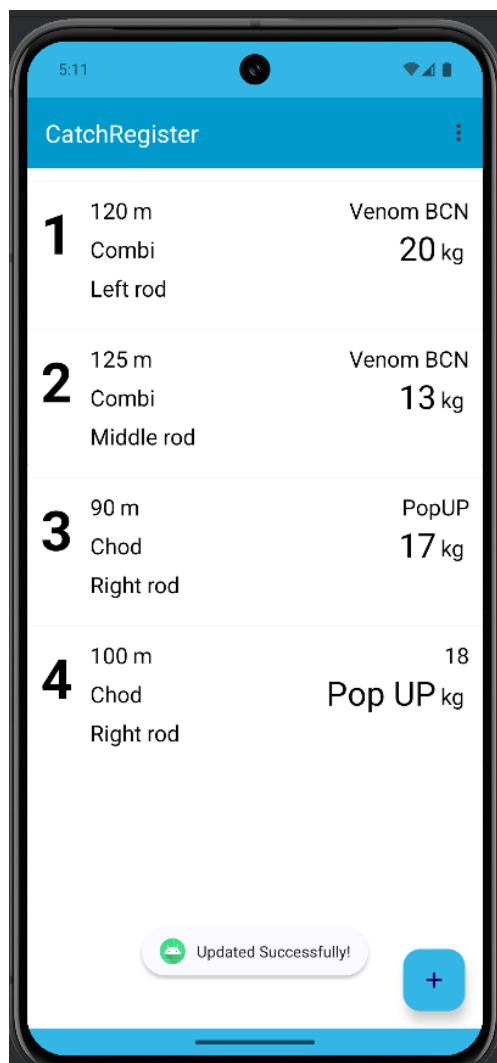 5:11
CatchRegister
1
120 m
Combi
Left rod
Venom BCN
20 kg
2
125 m
Combi
Middle rod
Venom BCN
13 kg
3
90 m
Chod
Right rod
PopUP
17 kg
4
100 m
Chod
Right rod
18
Pop UP kg
Updated Successfully!
+